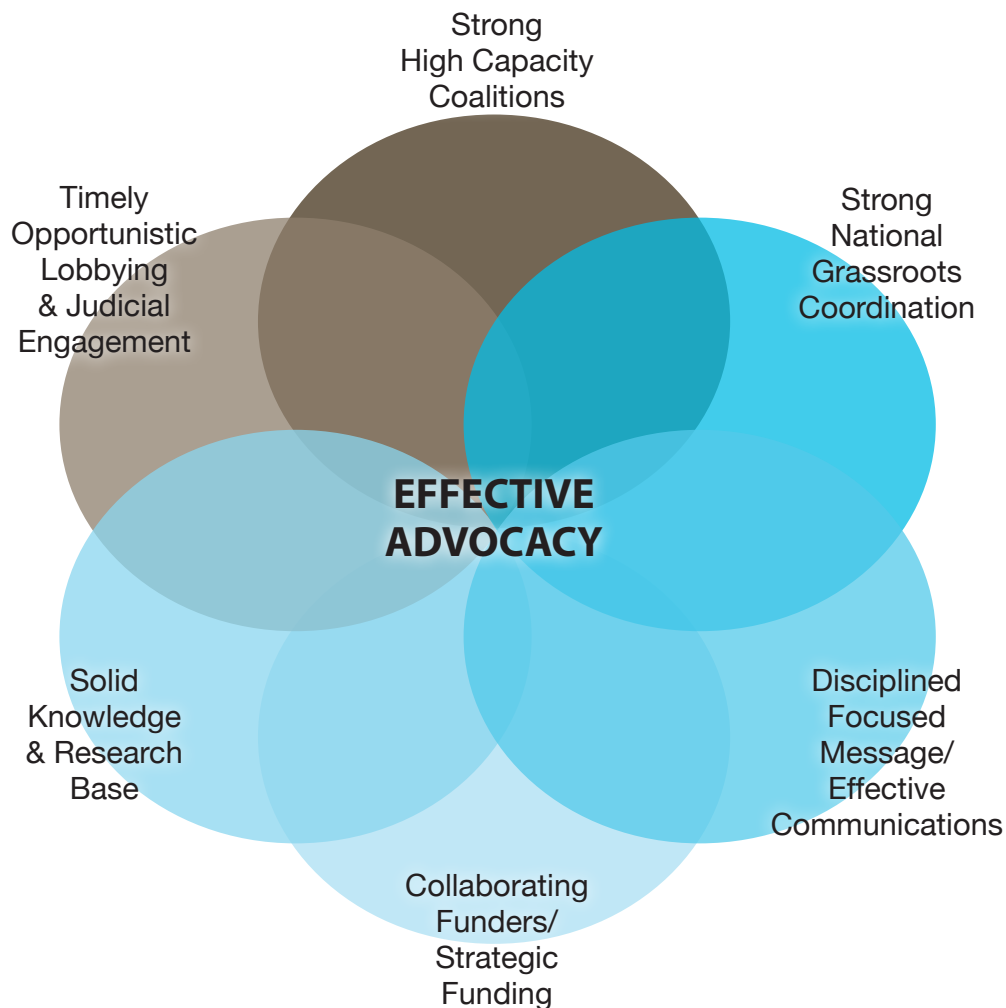 Strong
High Capacity
Coalitions
Timely
Opportunistic
Lobbying
& Judicial
Engagement
Strong
National
Grassroots
Coordination
EFFECTIVE
ADVOCACY
Solid
Knowledge
& Research
Base
Disciplined
Focused
Message/
Effective
Communications
Collaborating
Funders/
Strategic
Funding